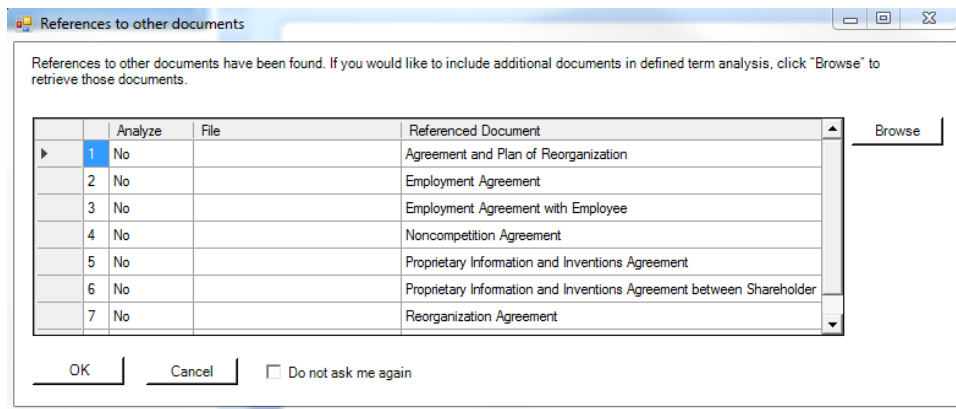 References to other documents
References to other documents have been found. If you would like to include additional documents in defined term analysis, click "Browse" to
retrieve those documents.
Analyze File Referenced Document
Browse
1 No Agreement and Plan of Reorganization
2 No Employment Agreement
3 No Employment Agreement with Employee
4 No Noncompetition Agreement
5 No Proprietary Information and Inventions Agreement
6 No Proprietary Information and Inventions Agreement between Shareholder
7 No Reorganization Agreement
OK Cancel Do not ask me again